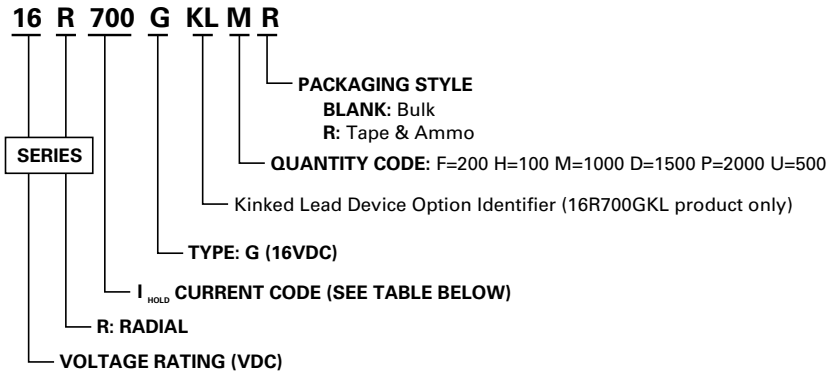 16 R 700 G KL M R
PACKAGING STYLE
BLANK: Bulk
R: Tape & Ammo
SERIES
QUANTITY CODE: F=200 H=100 M=1000 D=1500 P=2000 U=500
Kinked Lead Device Option Identifier (16R700GKL product only)
TYPE: G (16VDC)
I HOLD CURRENT CODE (SEE TABLE BELOW)
R: RADIAL
VOLTAGE RATING (VDC)